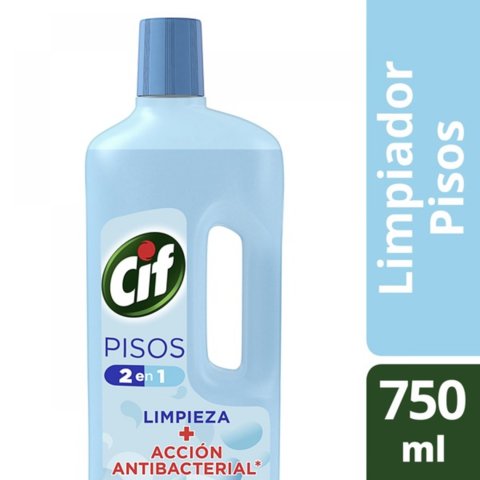 Cif
PISOS
2 en 1
LIMPIEZA
+
ACCIÓN
ANTIBACTERIAL*
Limpiador
Pisos
750
ml